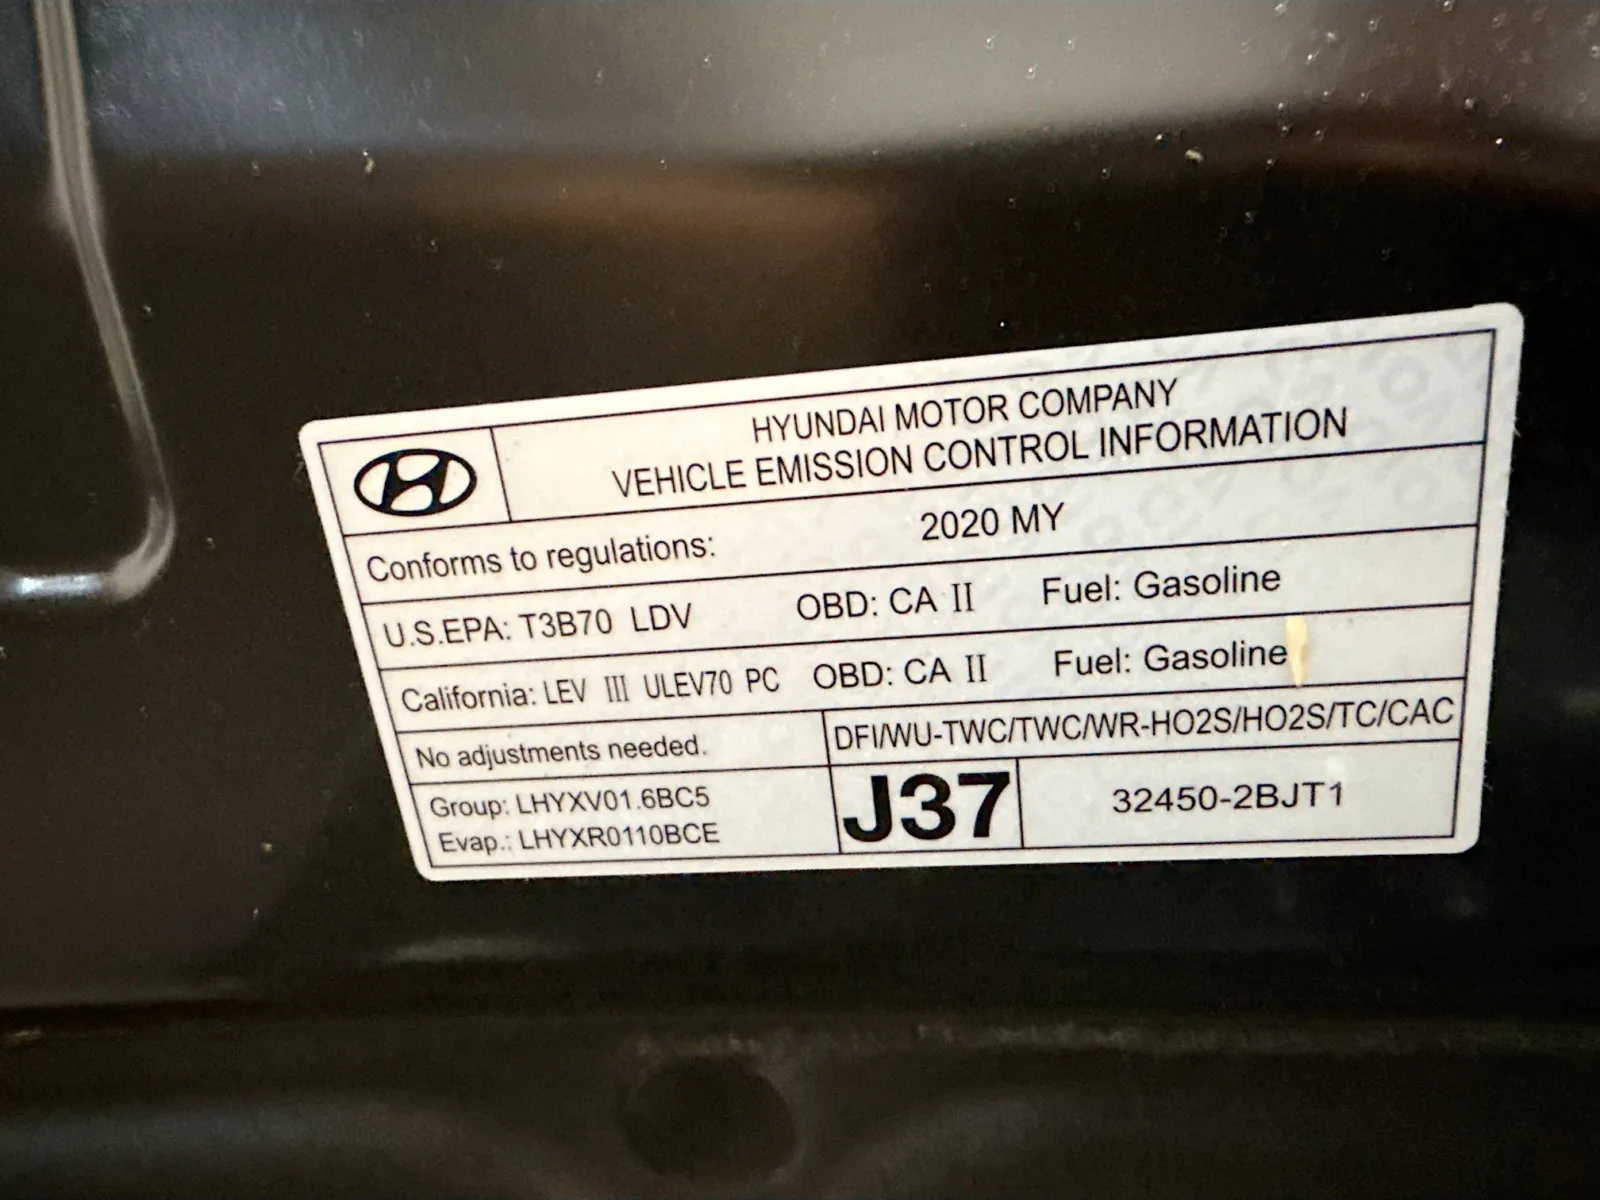 HYUNDAI MOTOR COMPANY
VEHICLE EMISSION CONTROL INFORMATION
Conforms to regulations: 2020 MY
U.S.EPA: T3B70 LDV OBD: CA II Fuel: Gasoline
California: LEV III ULEV70 PC OBD: CA II Fuel: Gasoline
No adjustments needed. DFI/WU-TWC/TWC/WR-HO2S/HO2S/TC/CAC
Group: LHYXV01.6BC5
Evap.: LHYXR0110BCE
J37
32450-2BJT1